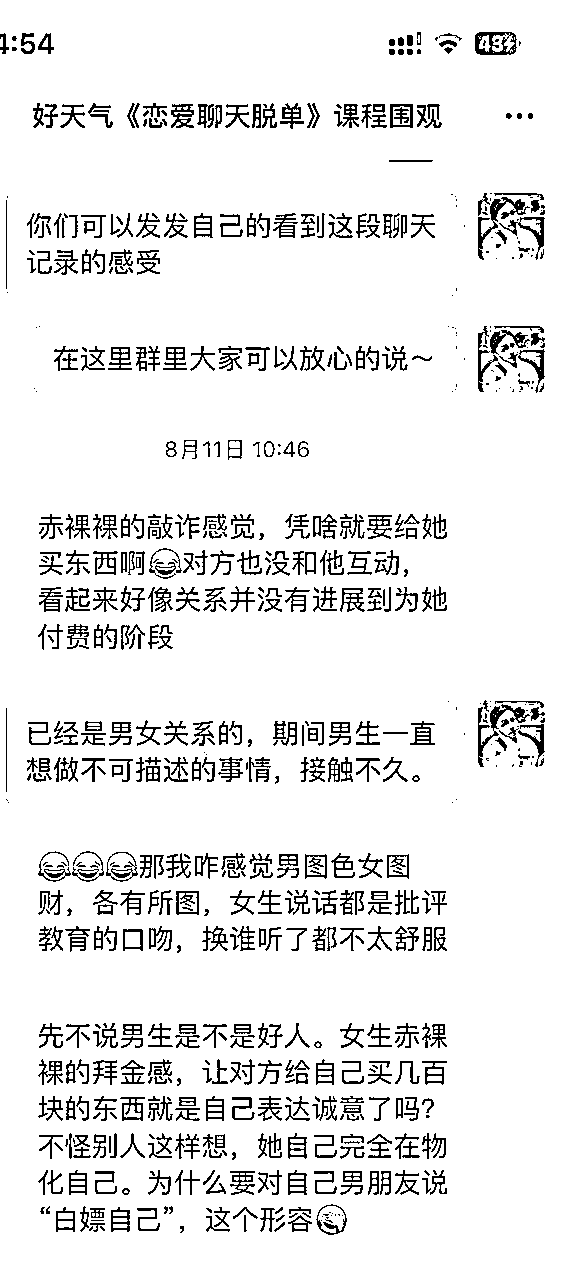 4:54
49
好天气《恋爱聊天脱单》课程围观
你们可以发发自己的看到这段聊天
记录的感受
在这里群里大家可以放心的说～
8月11日 10:46
赤裸裸的敲诈感觉，凭啥就要给她
买东西啊😂对方也没和他互动，
看起来好像关系并没有进展到为她
付费的阶段
已经是男女关系的，期间男生一直
想做不可描述的事情，接触不久。
😂😂😂那我咋感觉男图色女图
财，各有所图，女生说话都是批评
教育的口吻，换谁听了都不太舒服
先不说男生是不是好人。女生赤裸
裸的拜金感，让对方给自己买几百
块的东西就是自己表达诚意了吗？
不怪别人这样想，她自己完全在物
化自己。为什么要对自己男朋友说
“白嫖自己”，这个形容